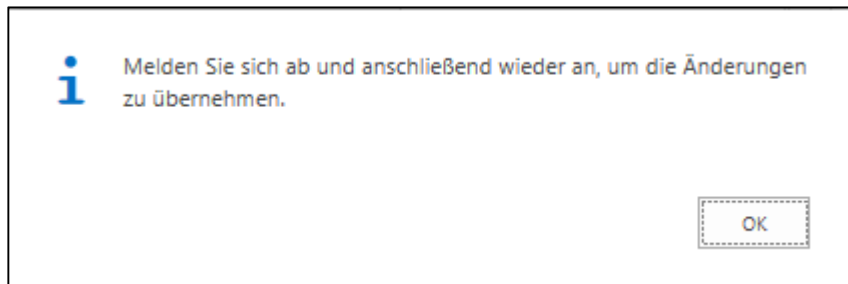 Melden Sie sich ab und anschließend wieder an, um die Änderungen
zu übernehmen.
OK